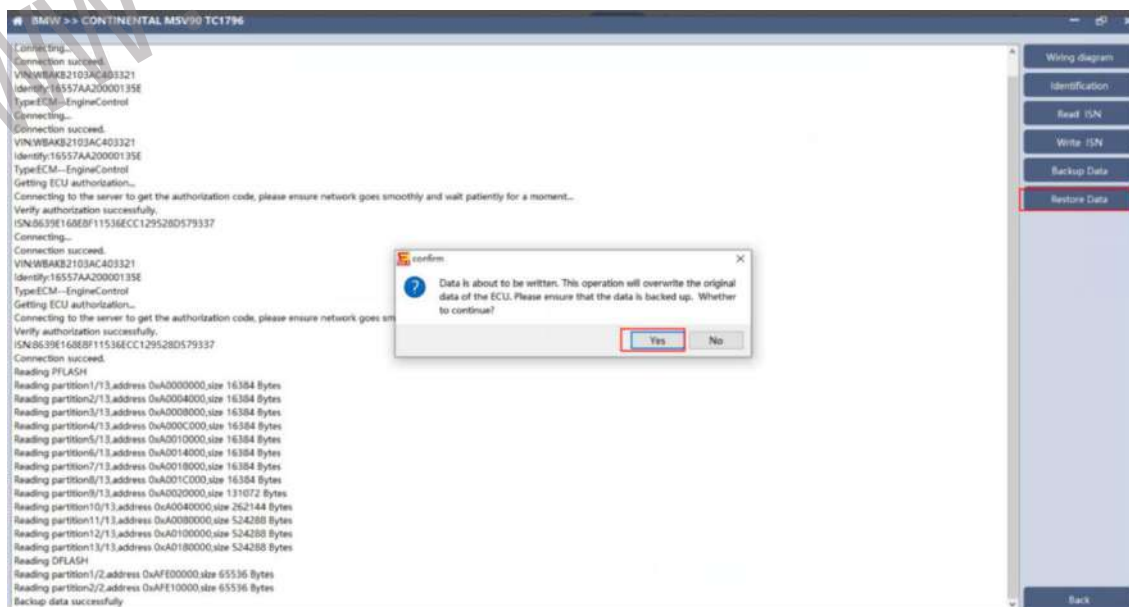 BMW >> CONTINENTAL MSV90 TC1796
Connecting...
Connection succeed.
VIN:WBAKB2103AC403321
Identify:16557AA20000135E
Type:ECM---EngineControl
Connecting...
Connection succeed.
VIN:WBAKB2103AC403321
Identify:16557AA20000135E
Type:ECM---EngineControl
Getting ECU authorization...
Connecting to the server to get the authorization code, please ensure network goes smoothly and wait patiently for a moment...
Verify authorization successfully.
ISN:8639E168E8F11536ECC129528D579337
Connecting...
Connection succeed.
VIN:WBAKB2103AC403321
Identify:16557AA20000135E
Type:ECM---EngineControl
Getting ECU authorization...
Connecting to the server to get the authorization code, please ensure network goes sm
Verify authorization successfully.
ISN:8639E168E8F11536ECC129528D579337
Connection succeed.
Reading PFLASH
Reading partition1/13,address 0xA0000000,size 16384 Bytes
Reading partition2/13,address 0xA0004000,size 16384 Bytes
Reading partition3/13,address 0xA0008000,size 16384 Bytes
Reading partition4/13,address 0xA000C000,size 16384 Bytes
Reading partition5/13,address 0xA0010000,size 16384 Bytes
Reading partition6/13,address 0xA0014000,size 16384 Bytes
Reading partition7/13,address 0xA0018000,size 16384 Bytes
Reading partition8/13,address 0xA001C000,size 16384 Bytes
Reading partition9/13,address 0xA0020000,size 131072 Bytes
Reading partition10/13,address 0xA0040000,size 262144 Bytes
Reading partition11/13,address 0xA0080000,size 524288 Bytes
Reading partition12/13,address 0xA0100000,size 524288 Bytes
Reading partition13/13,address 0xA0180000,size 524288 Bytes
Reading DFLASH
Reading partition1/2,address 0xAFE00000,size 65536 Bytes
Reading partition2/2,address 0xAFE10000,size 65536 Bytes
Backup data successfully
confirm
Data is about to be written. This operation will overwrite the original
data of the ECU. Please ensure that the data is backed up. Whether
to continue?
Yes
No
Wiring diagram
Identification
Read ISN
Write ISN
Backup Data
Restore Data
Back